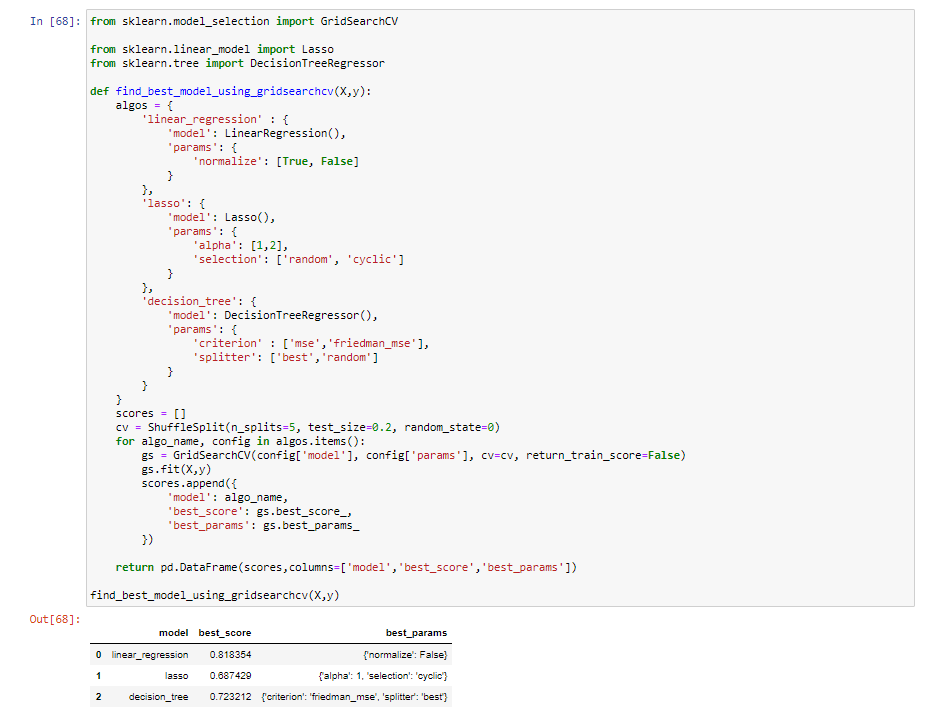 In [68]: from sklearn.model_selection import GridSearchCV
from sklearn.linear_model import Lasso
from sklearn.tree import DecisionTreeRegressor
def find_best_model_using_gridsearchcv(X,y):
    algos = {
        'linear_regression' : {
            'model': LinearRegression(),
            'params': {
                'normalize': [True, False]
            }
        },
        'lasso': {
            'model': Lasso(),
            'params': {
                'alpha': [1,2],
                'selection': ['random', 'cyclic']
            }
        },
        'decision_tree': {
            'model': DecisionTreeRegressor(),
            'params': {
                'criterion' : ['mse','friedman_mse'],
                'splitter': ['best','random']
            }
        }
    }
    scores = []
    cv = ShuffleSplit(n_splits=5, test_size=0.2, random_state=0)
    for algo_name, config in algos.items():
        gs = GridSearchCV(config['model'], config['params'], cv=cv, return_train_score=False)
        gs.fit(X,y)
        scores.append({
            'model': algo_name,
            'best_score': gs.best_score_,
            'best_params': gs.best_params_
        })
    return pd.DataFrame(scores,columns=['model','best_score','best_params'])
find_best_model_using_gridsearchcv(X,y)
Out[68]:
model best_score best_params
0 linear_regression 0.818354 {'normalize': False}
1 lasso 0.687429 {'alpha': 1, 'selection': 'cyclic'}
2 decision_tree 0.723212 {'criterion': 'friedman_mse', 'splitter': 'best'}